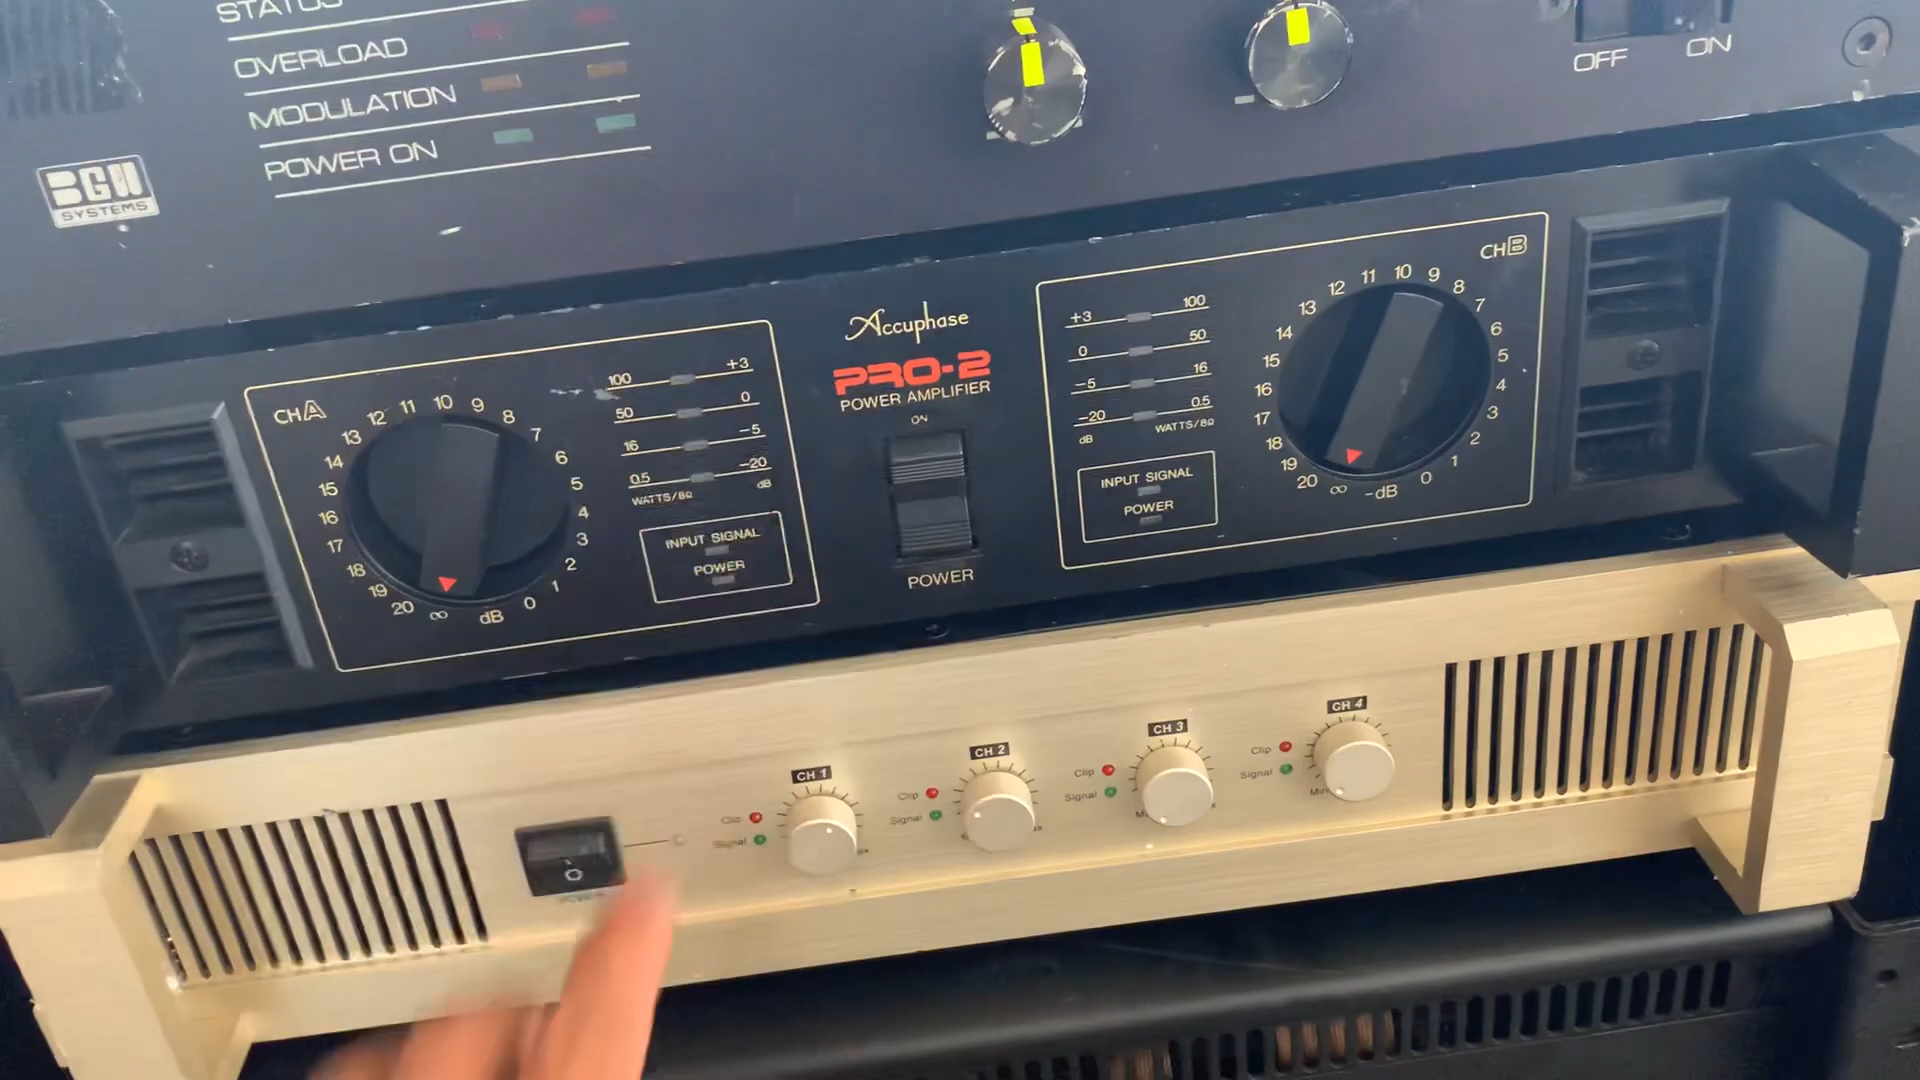 STATUS
OVERLOAD
MODULATION
POWER ON
BGW
SYSTEMS
OFF ON
CH A
10
11 9
12 8
13 7
14 6
15 5
16 4
17 3
18 2
19 1
20 ∞ dB 0
100 +3
50 0
16 -5
0.5 -20
WATTS/8Ω dB
INPUT SIGNAL
POWER
Accuphase
PRO-2
POWER AMPLIFIER
ON
POWER
+3 100
0 50
-5 16
-20 0.5
dB WATTS/8Ω
INPUT SIGNAL
POWER
CH B
10
11 9
12 8
13 7
14 6
15 5
16 4
17 3
18 2
19 1
20 ∞ -dB 0
CH 1
Clip
Signal
CH 2
Clip
Signal
CH 3
Clip
Signal
CH 4
Clip
Signal
Min